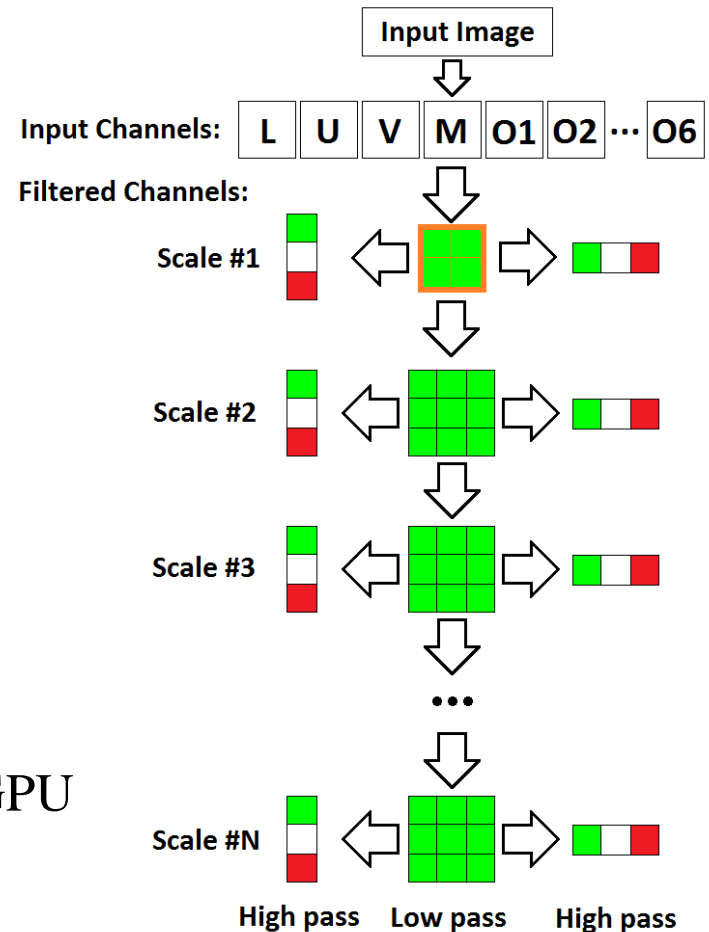 Input Image
Input Channels: L U V M O1 O2 ••• O6
Filtered Channels:
Scale #1
Scale #2
Scale #3
•••
Scale #N
High pass Low pass High pass